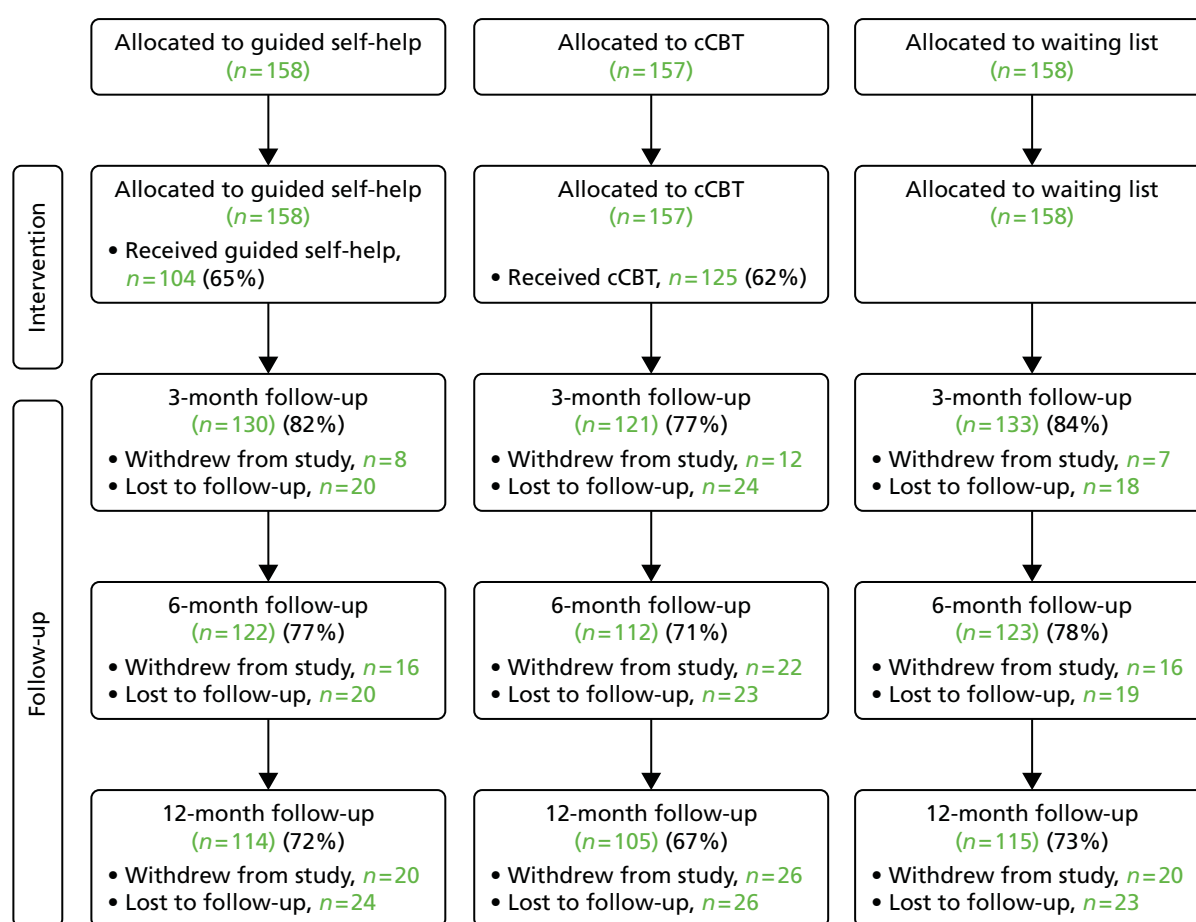 Allocated to guided self-help
(n=158)
Allocated to cCBT
(n=157)
Allocated to waiting list
(n=158)
Intervention
Allocated to guided self-help
(n=158)
• Received guided self-help,
n=104 (65%)
Allocated to cCBT
(n=157)
• Received cCBT, n=125 (62%)
Allocated to waiting list
(n=158)
Follow-up
3-month follow-up
(n=130) (82%)
• Withdrew from study, n=8
• Lost to follow-up, n=20
3-month follow-up
(n=121) (77%)
• Withdrew from study, n=12
• Lost to follow-up, n=24
3-month follow-up
(n=133) (84%)
• Withdrew from study, n=7
• Lost to follow-up, n=18
6-month follow-up
(n=122) (77%)
• Withdrew from study, n=16
• Lost to follow-up, n=20
6-month follow-up
(n=112) (71%)
• Withdrew from study, n=22
• Lost to follow-up, n=23
6-month follow-up
(n=123) (78%)
• Withdrew from study, n=16
• Lost to follow-up, n=19
12-month follow-up
(n=114) (72%)
• Withdrew from study, n=20
• Lost to follow-up, n=24
12-month follow-up
(n=105) (67%)
• Withdrew from study, n=26
• Lost to follow-up, n=26
12-month follow-up
(n=115) (73%)
• Withdrew from study, n=20
• Lost to follow-up, n=23